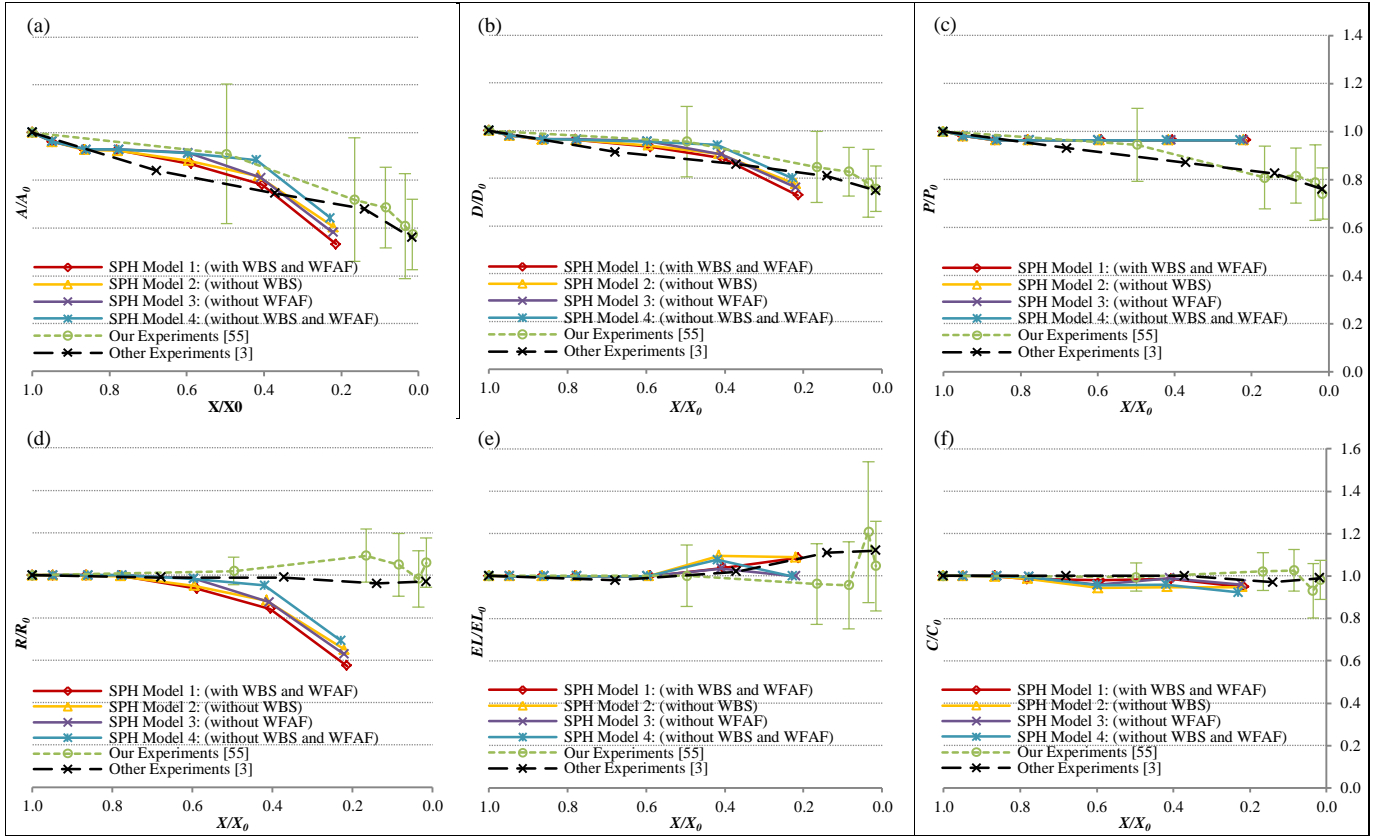 (a)
A/A0
SPH Model 1: (with WBS and WFAF)
SPH Model 2: (without WBS)
SPH Model 3: (without WFAF)
SPH Model 4: (without WBS and WFAF)
Our Experiments [55]
Other Experiments [3]
1.0 0.8 0.6 0.4 0.2 0.0
X/X0
(b)
D/D0
SPH Model 1: (with WBS and WFAF)
SPH Model 2: (without WBS)
SPH Model 3: (without WFAF)
SPH Model 4: (without WBS and WFAF)
Our Experiments [55]
Other Experiments [3]
1.0 0.8 0.6 0.4 0.2 0.0
X/X0
(c)
P/P0
1.4
1.2
1.0
0.8
0.6
0.4
0.2
0.0
SPH Model 1: (with WBS and WFAF)
SPH Model 2: (without WBS)
SPH Model 3: (without WFAF)
SPH Model 4: (without WBS and WFAF)
Our Experiments [55]
Other Experiments [3]
1.0 0.8 0.6 0.4 0.2 0.0
X/X0
(d)
R/R0
SPH Model 1: (with WBS and WFAF)
SPH Model 2: (without WBS)
SPH Model 3: (without WFAF)
SPH Model 4: (without WBS and WFAF)
Our Experiments [55]
Other Experiments [3]
1.0 0.8 0.6 0.4 0.2 0.0
X/X0
(e)
EL/EL0
SPH Model 1: (with WBS and WFAF)
SPH Model 2: (without WBS)
SPH Model 3: (without WFAF)
SPH Model 4: (without WBS and WFAF)
Our Experiments [55]
Other Experiments [3]
1.0 0.8 0.6 0.4 0.2 0.0
X/X0
(f)
C/C0
1.6
1.4
1.2
1.0
0.8
0.6
0.4
0.2
0.0
SPH Model 1: (with WBS and WFAF)
SPH Model 2: (without WBS)
SPH Model 3: (without WFAF)
SPH Model 4: (without WBS and WFAF)
Our Experiments [55]
Other Experiments [3]
1.0 0.8 0.6 0.4 0.2 0.0
X/X0